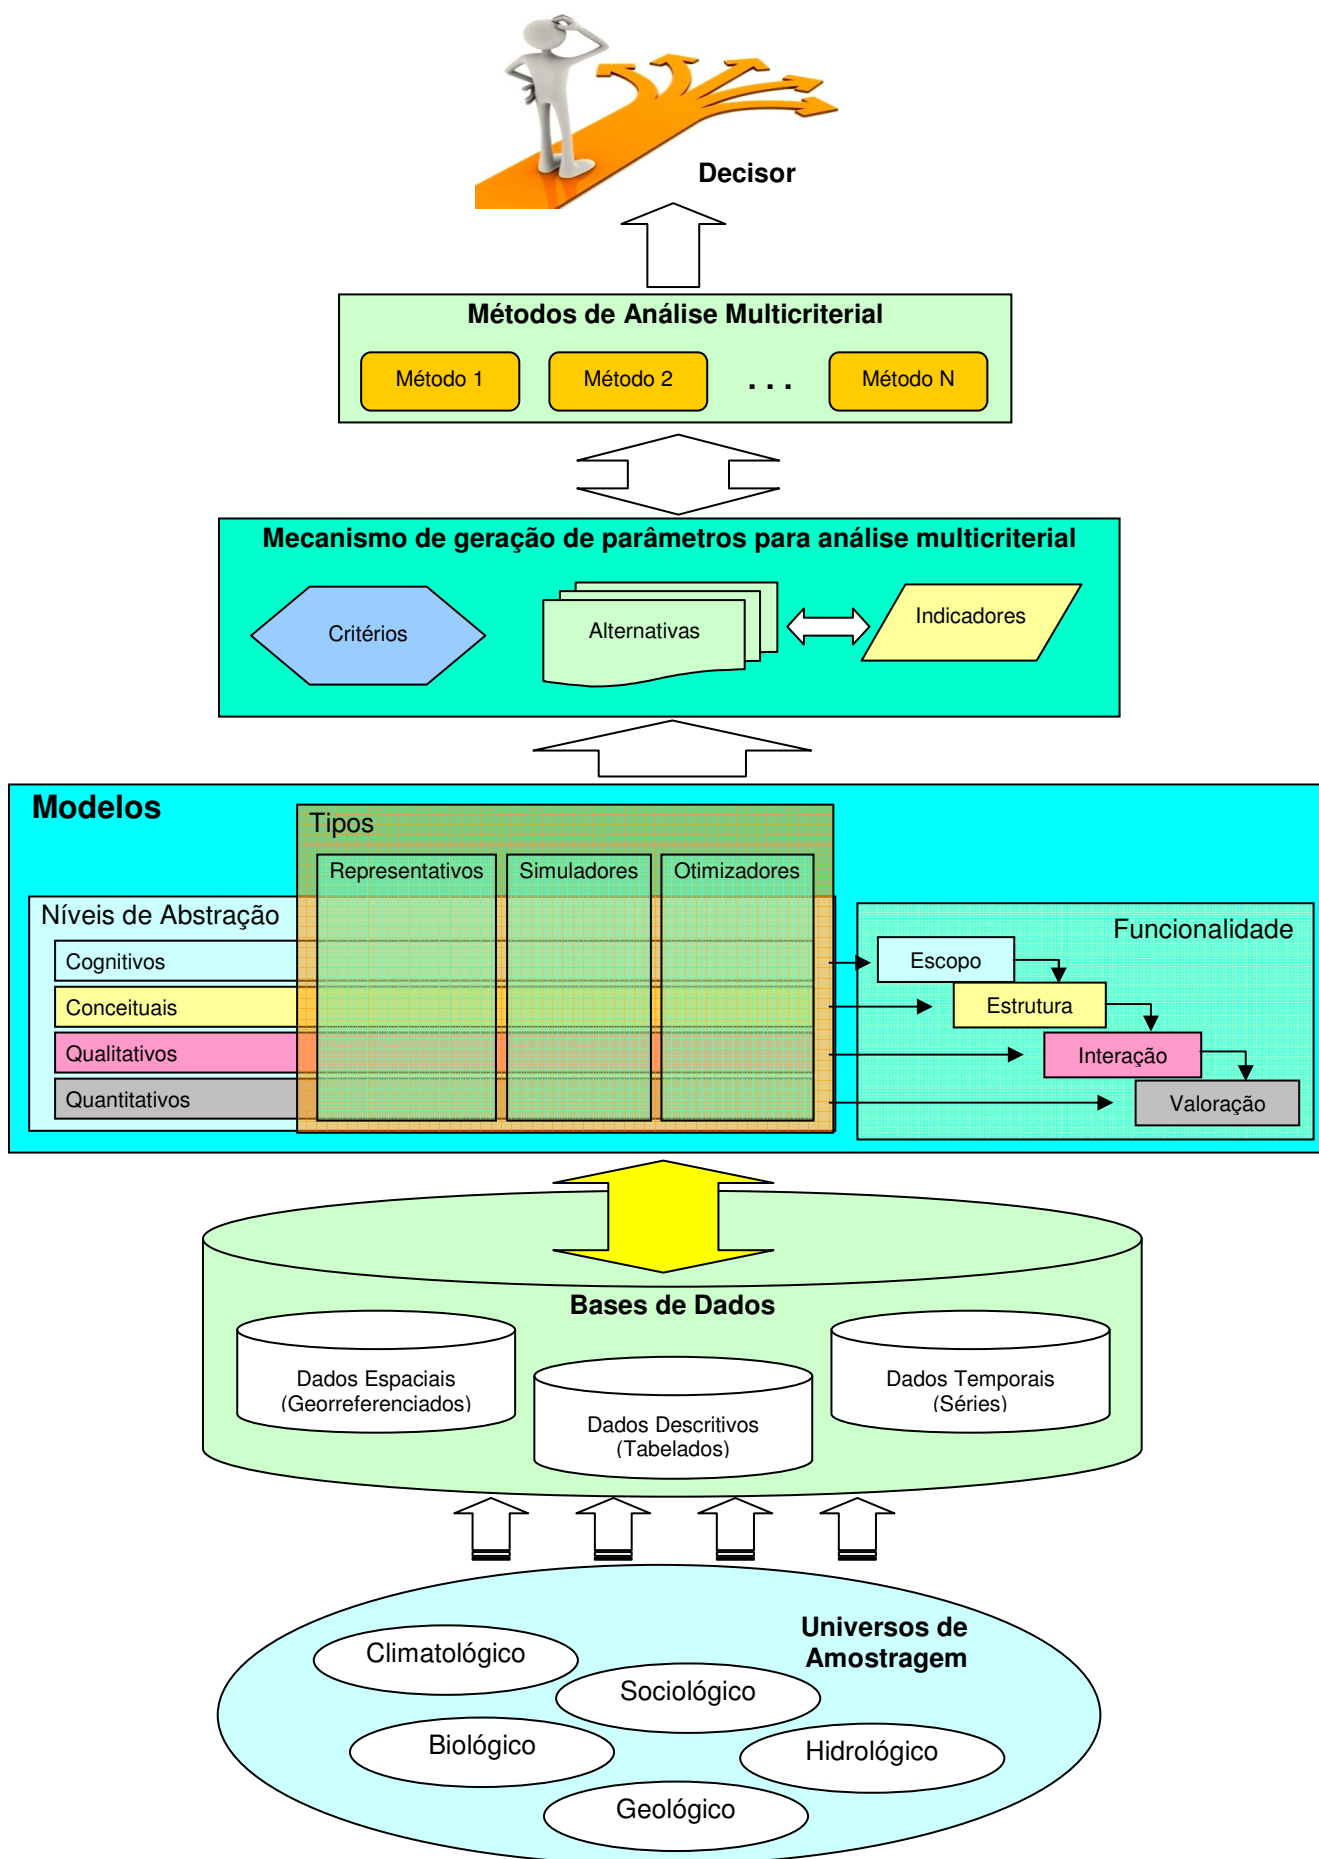 Decisor
Métodos de Análise Multicriterial
Método 1
Método 2
. . .
Método N
Mecanismo de geração de parâmetros para análise multicriterial
Critérios
Alternativas
Indicadores
Modelos
Tipos
Representativos
Simuladores
Otimizadores
Níveis de Abstração
Cognitivos
Conceituais
Qualitativos
Quantitativos
Funcionalidade
Escopo
Estrutura
Interação
Valoração
Bases de Dados
Dados Espaciais
(Georreferenciados)
Dados Descritivos
(Tabelados)
Dados Temporais
(Séries)
Universos de
Amostragem
Climatológico
Sociológico
Biológico
Hidrológico
Geológico